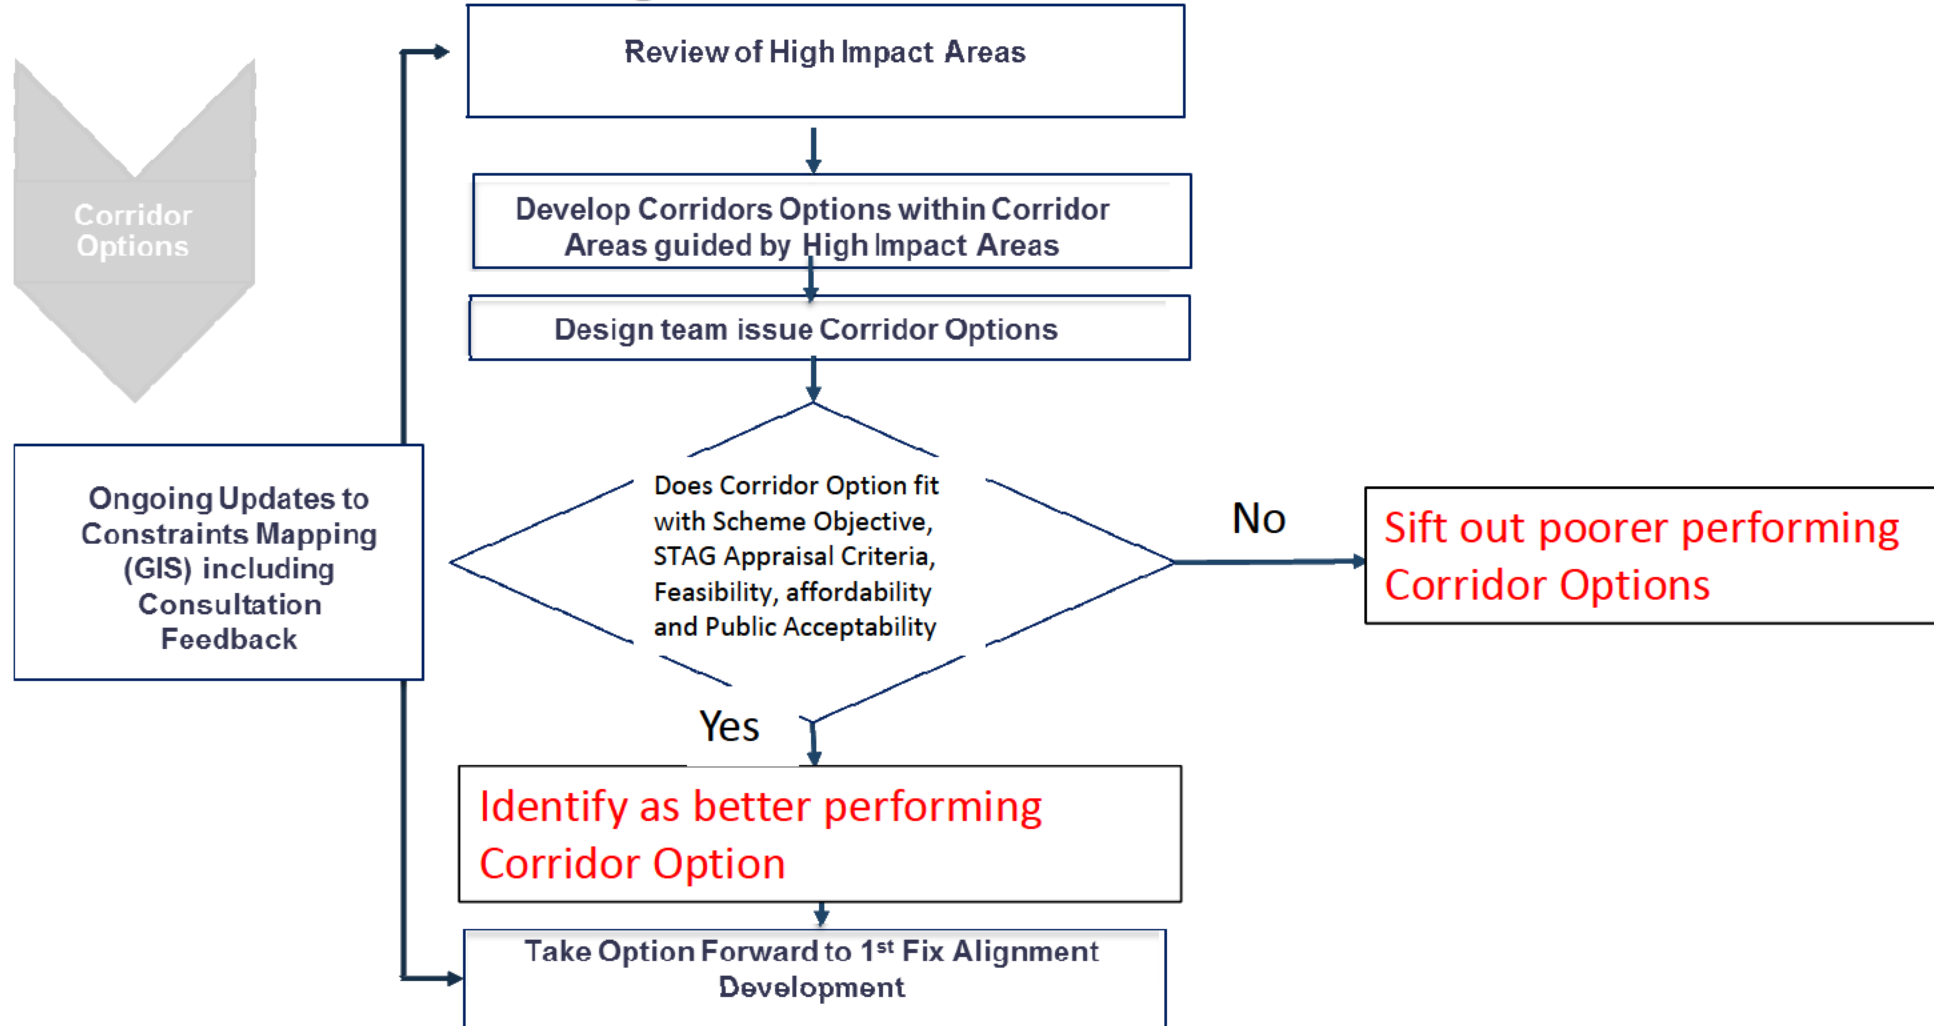 Review of High Impact Areas
Corridor
Options
Develop Corridors Options within Corridor
Areas guided by High Impact Areas
Design team issue Corridor Options
Ongoing Updates to
Constraints Mapping
(GIS) including
Consultation
Feedback
Does Corridor Option fit
with Scheme Objective,
STAG Appraisal Criteria,
Feasibility, affordability
and Public Acceptability
No
Sift out poorer performing
Corridor Options
Yes
Identify as better performing
Corridor Option
Take Option Forward to 1st Fix Alignment
Development